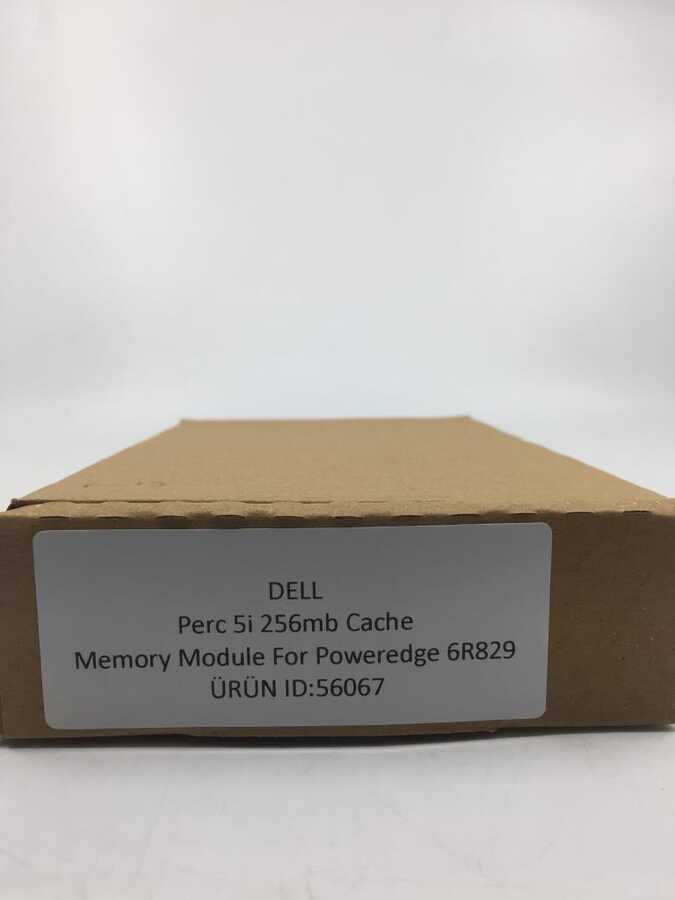 DELL
Perc 5i 256mb Cache
Memory Module For Poweredge 6R829
ÜRÜN ID:56067